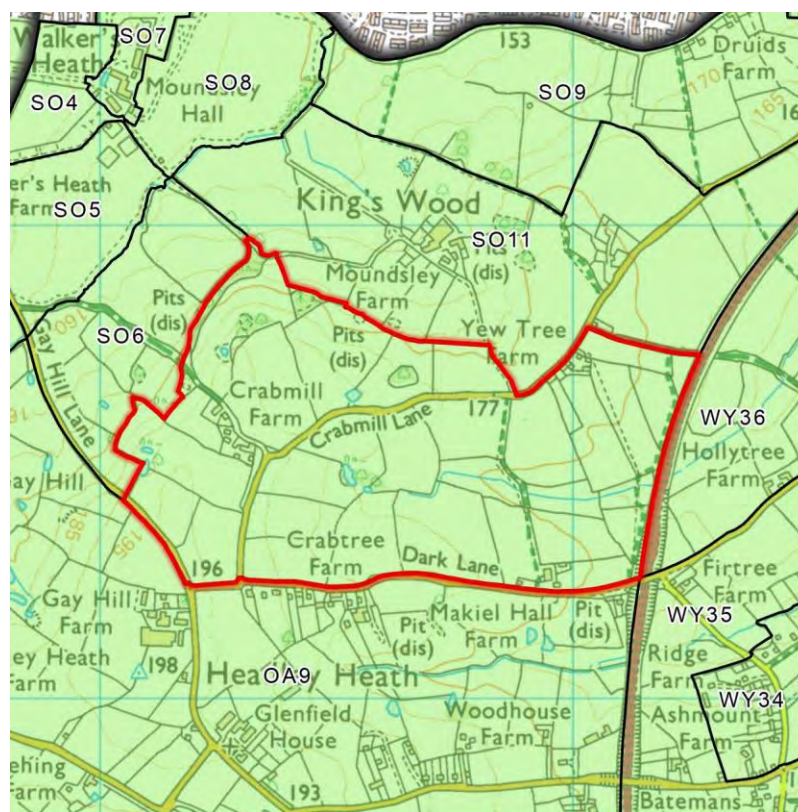 Walker's
Heath
SO7
SO4
SO8
Moundsley
Hall
153
SO9
Druids
Farm
170
165
er's Heath
Farm
SO5
King's Wood
SO11
Pits
(dis)
Moundsley
Farm
Pits
(dis)
160
SO6
Gay Hill Lane
Pits
(dis)
Yew Tree
Farm
Crabmill
Farm
Crabmill Lane
177
WY36
Hollytree
Farm
ay Hill
185
195
196
Crabtree
Farm
Dark Lane
Gay Hill
Farm
Makiel Hall
Farm
Pit
(dis)
Pit
(dis)
Firtree
Farm
WY35
ey Heath
Farm
198
OA9
Heath
Ridge
Farm
WY34
Glenfield
House
Woodhouse
Farm
Ashmount
Farm
ehing
Farm
193
Batemans